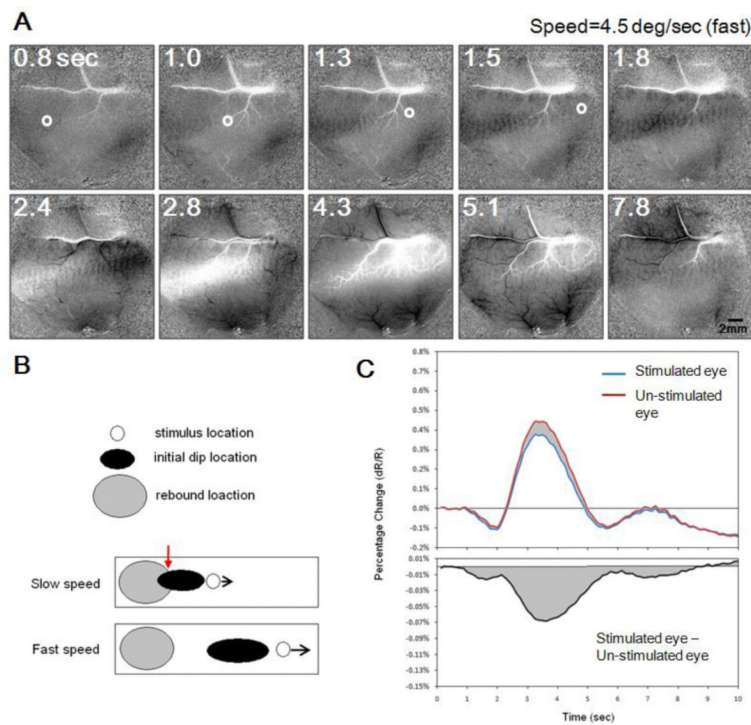 A
Speed=4.5 deg/sec (fast)
0.8 sec
1.0
1.3
1.5
1.8
2.4
2.8
4.3
5.1
7.8
2mm
B
stimulus location
initial dip location
rebound loaction
Slow speed
Fast speed
C
Stimulated eye
Un-stimulated
eye
Percentage Change (dR/R)
0.8%
0.7%
0.6%
0.4%
0.3%
0.2%
0.1%
0.0%
-0.1%
-0.2%
0.01%
-0.01%
-0.03%
-0.05%
-0.07%
-0.09%
-0.11%
-0.13%
-0.15%
Stimulated eye –
Un-stimulated eye
0
1
2
3
4
5
6
7
8
9
10
Time (sec)